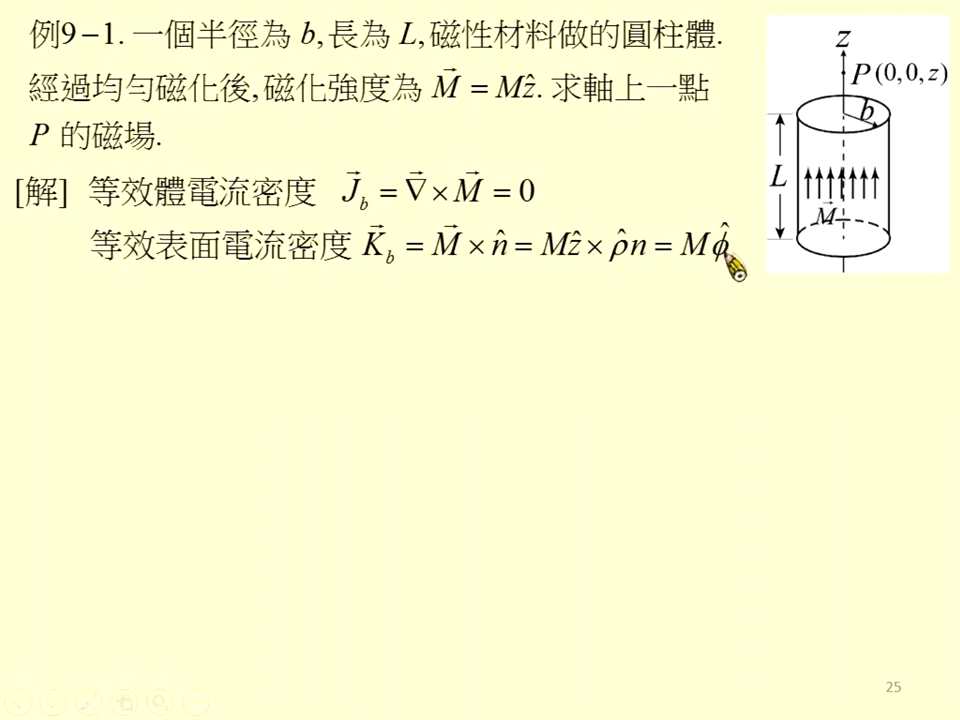 例9－1. 一個半徑為 b, 長為 L, 磁性材料做的圓柱體.
經過均勻磁化後, 磁化強度為 M⃗ = Mẑ. 求軸上一點
P 的磁場.
[解] 等效體電流密度 J⃗_b = ∇⃗ × M⃗ = 0
等效表面電流密度 K⃗_b = M⃗ × n̂ = Mẑ × ρ̂n = Mϕ̂
z
P (0,0,z)
b
L
M⃗
25